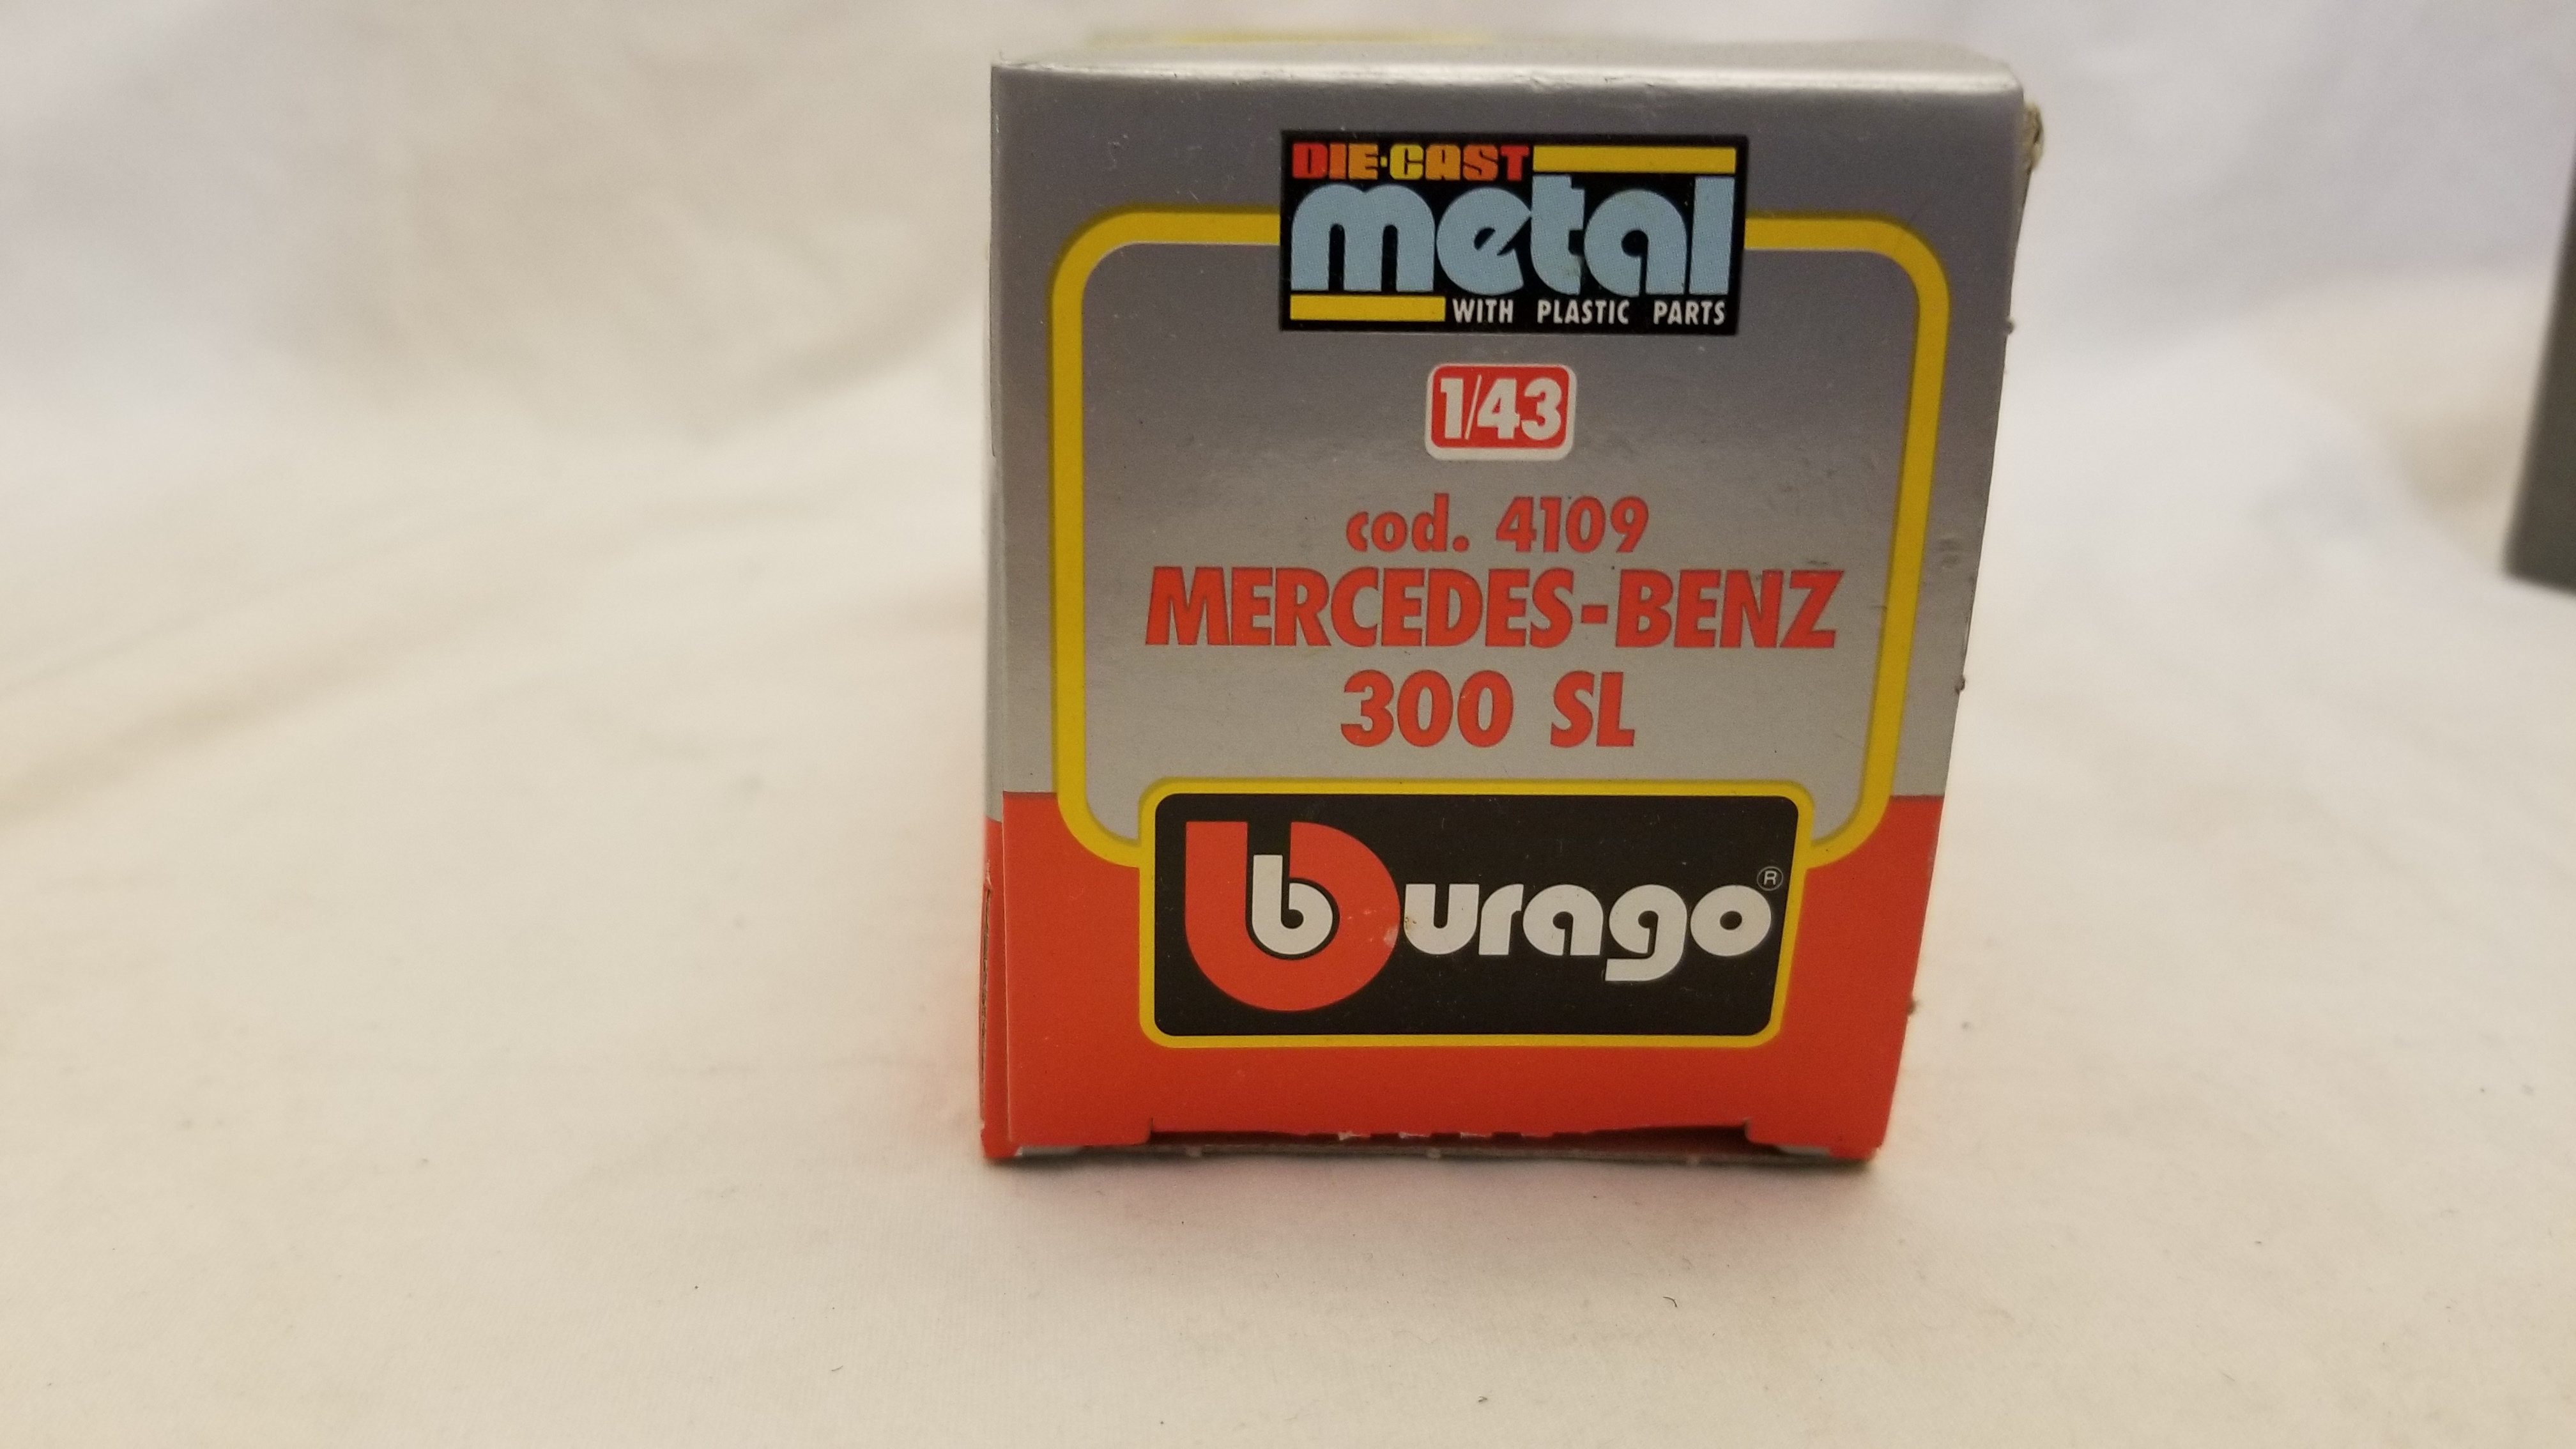 DIE·CAST
metal
WITH PLASTIC PARTS
1/43
cod. 4109
MERCEDES-BENZ
300 SL
burago®